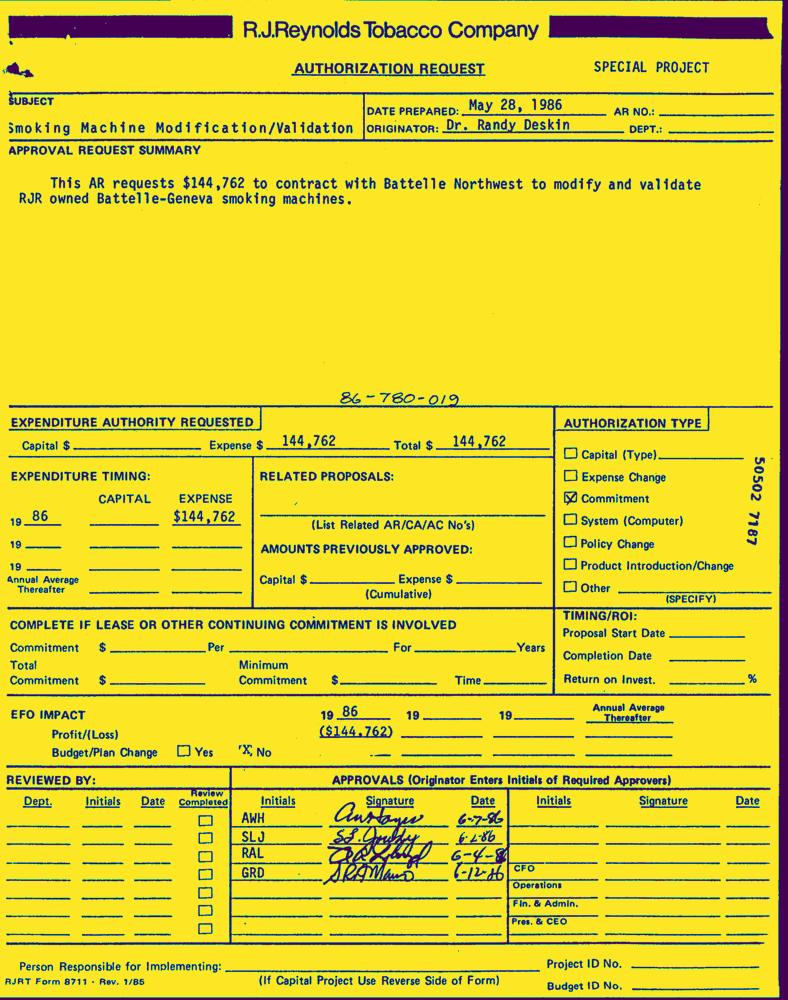 R.J.Reynolds Tobacco Company
AUTHORIZATION REQUEST SPECIAL PROJECT
SUBJECT
Smoking Machine Modification/Validation
DATE PREPARED: May 28, 1986 AR NO.:
ORIGINATOR: Dr. Randy Deskin DEPT.:
APPROVAL REQUEST SUMMARY
This AR requests $144,762 to contract with Battelle Northwest to modify and validate
RJR owned Battelle-Geneva smoking machines.
86-780-019
EXPENDITURE AUTHORITY REQUESTED
Capital $ Expense $ 144,762 Total $ 144,762
EXPENDITURE TIMING:
CAPITAL EXPENSE
19 86 $144,762
19
19
Annual Average
Thereafter
RELATED PROPOSALS:
(List Related AR/CA/AC No's)
AMOUNTS PREVIOUSLY APPROVED:
Capital $ Expense $
(Cumulative)
AUTHORIZATION TYPE
Capital (Type)
Expense Change
X Commitment
System (Computer)
Policy Change
Product Introduction/Change
Other
(SPECIFY)
50502 7187
COMPLETE IF LEASE OR OTHER CONTINUING COMMITMENT IS INVOLVED
Commitment $ Per For Years
Total Minimum
Commitment $ Commitment $ Time
TIMING/ROI:
Proposal Start Date
Completion Date
Return on Invest. %
EFO IMPACT 19 86 19 19 Annual Average
Thereafter
Profit/(Loss) ($144,762)
Budget/Plan Change Yes X No
REVIEWED BY:
Dept. Initials Date Review
Completed
APPROVALS (Originator Enters Initials of Required Approvers)
Initials Signature Date Initials Signature Date
AWH 6-7-86
SLJ 6-2-86
RAL 6-4-86
GRD 6-12-86
CFO
Operations
Fin. & Admin.
Pres. & CEO
Person Responsible for Implementing:
(If Capital Project Use Reverse Side of Form)
Project ID No.
Budget ID No.
RJRT Form 8711 - Rev. 1/85